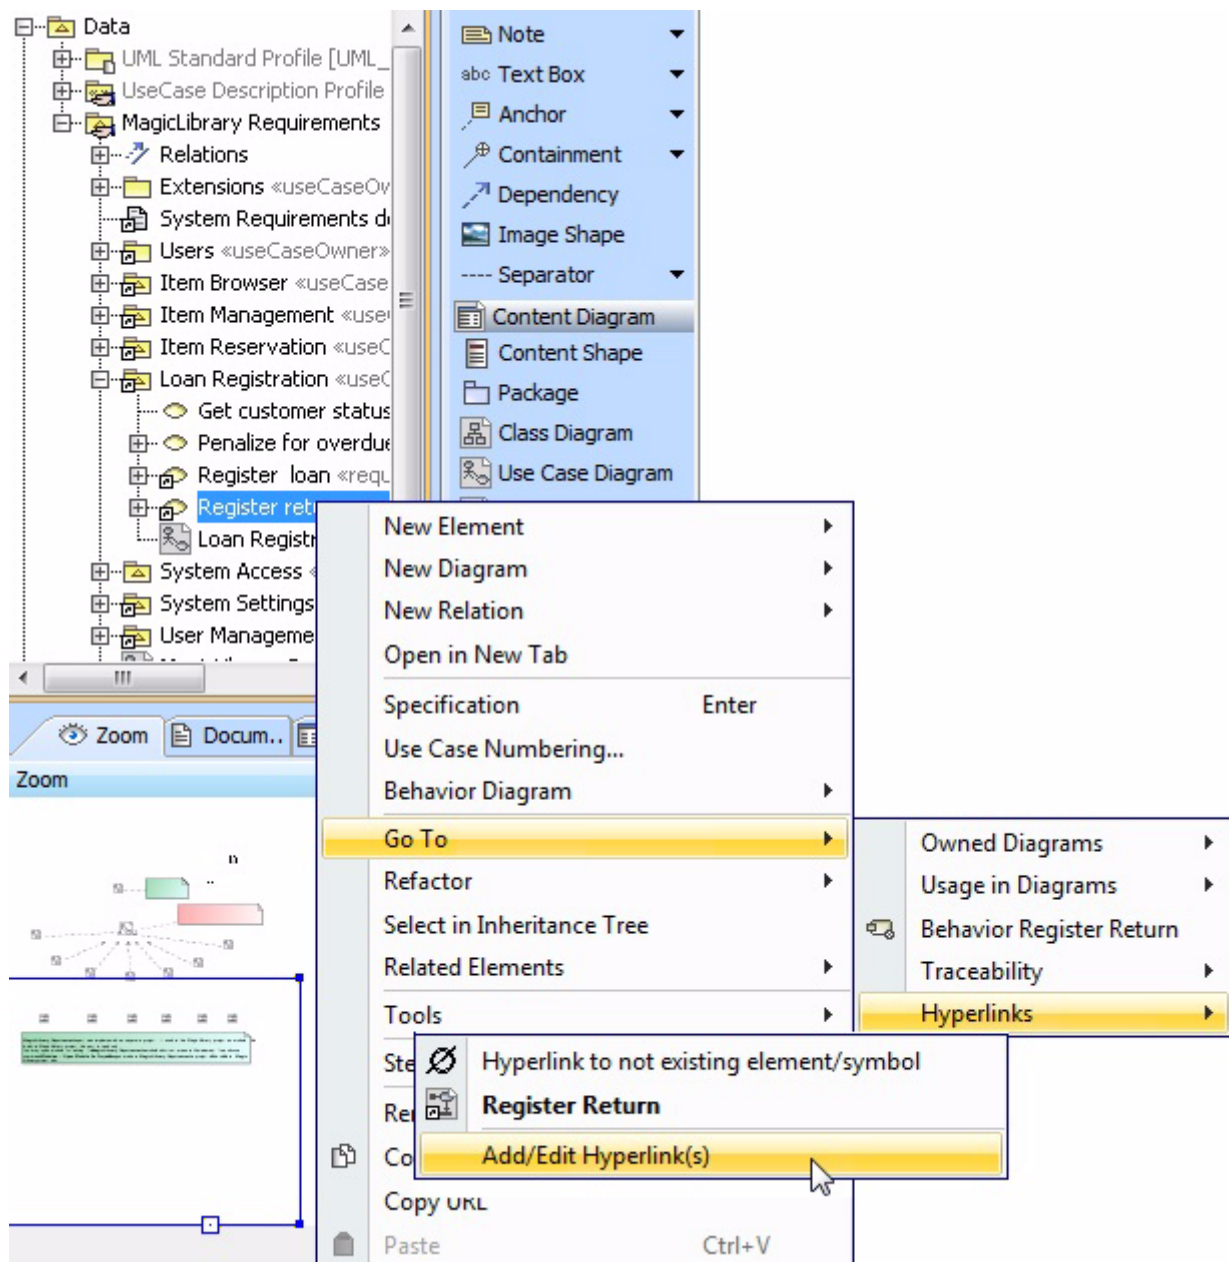 Data
UML Standard Profile [UML_
UseCase Description Profile
MagicLibrary Requirements
Relations
Extensions «useCaseOw
System Requirements d
Users «useCaseOwner»
Item Browser «useCase
Item Management «use
Item Reservation «useC
Loan Registration «useC
Get customer status
Penalize for overdue
Register loan «requ
Register ret
Loan Registr
System Access «
System Settings
User Manageme
Zoom
Docum..
Zoom
Note
abc Text Box
Anchor
Containment
Dependency
Image Shape
---- Separator
Content Diagram
Content Shape
Package
Class Diagram
Use Case Diagram
New Element
New Diagram
New Relation
Open in New Tab
Specification Enter
Use Case Numbering...
Behavior Diagram
Go To
Refactor
Select in Inheritance Tree
Related Elements
Tools
Ste
Re
Co
Copy URL
Paste Ctrl+V
Owned Diagrams
Usage in Diagrams
Behavior Register Return
Traceability
Hyperlinks
Hyperlink to not existing element/symbol
Register Return
Add/Edit Hyperlink(s)